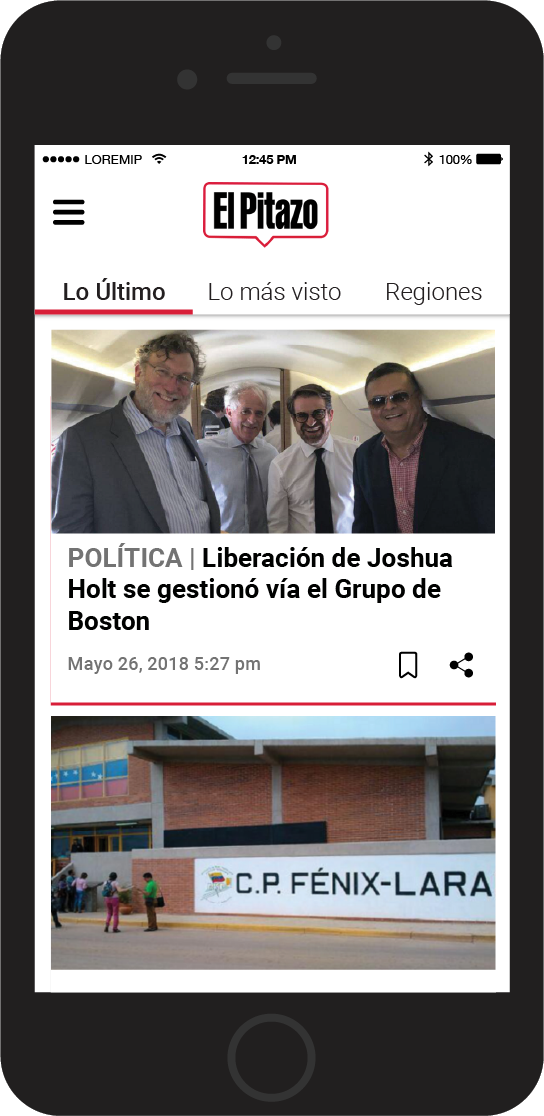 LOREMIP
12:45 PM
100%
El Pitazo
Lo Último
Lo más visto
Regiones
POLÍTICA | Liberación de Joshua
Holt se gestionó vía el Grupo de
Boston
Mayo 26, 2018 5:27 pm
C.P. FÉNIX-LARA